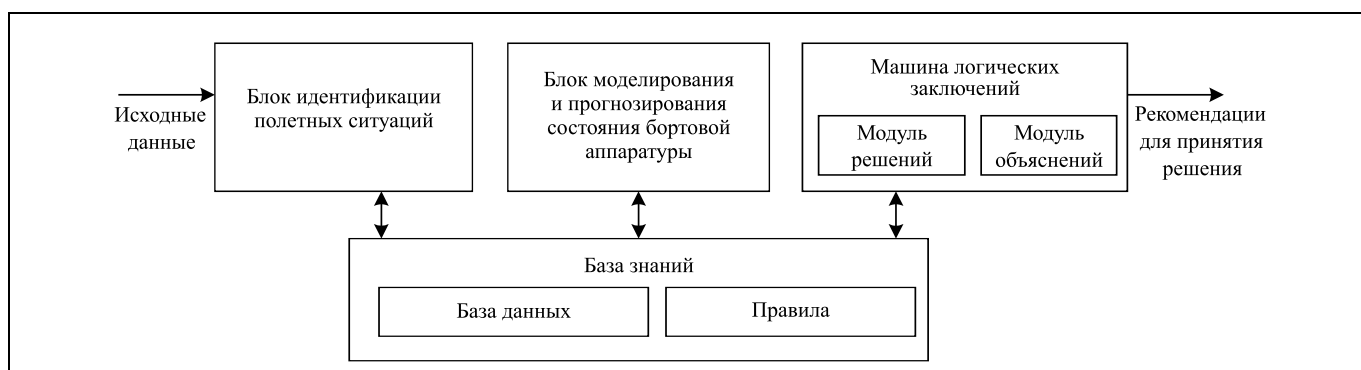 Исходные
данные
Блок идентификации
полетных ситуаций
Блок моделирования
и прогнозирования
состояния бортовой
аппаратуры
Машина логических
заключений
Модуль
решений
Модуль
объяснений
Рекомендации
для принятия
решения
База знаний
База данных
Правила